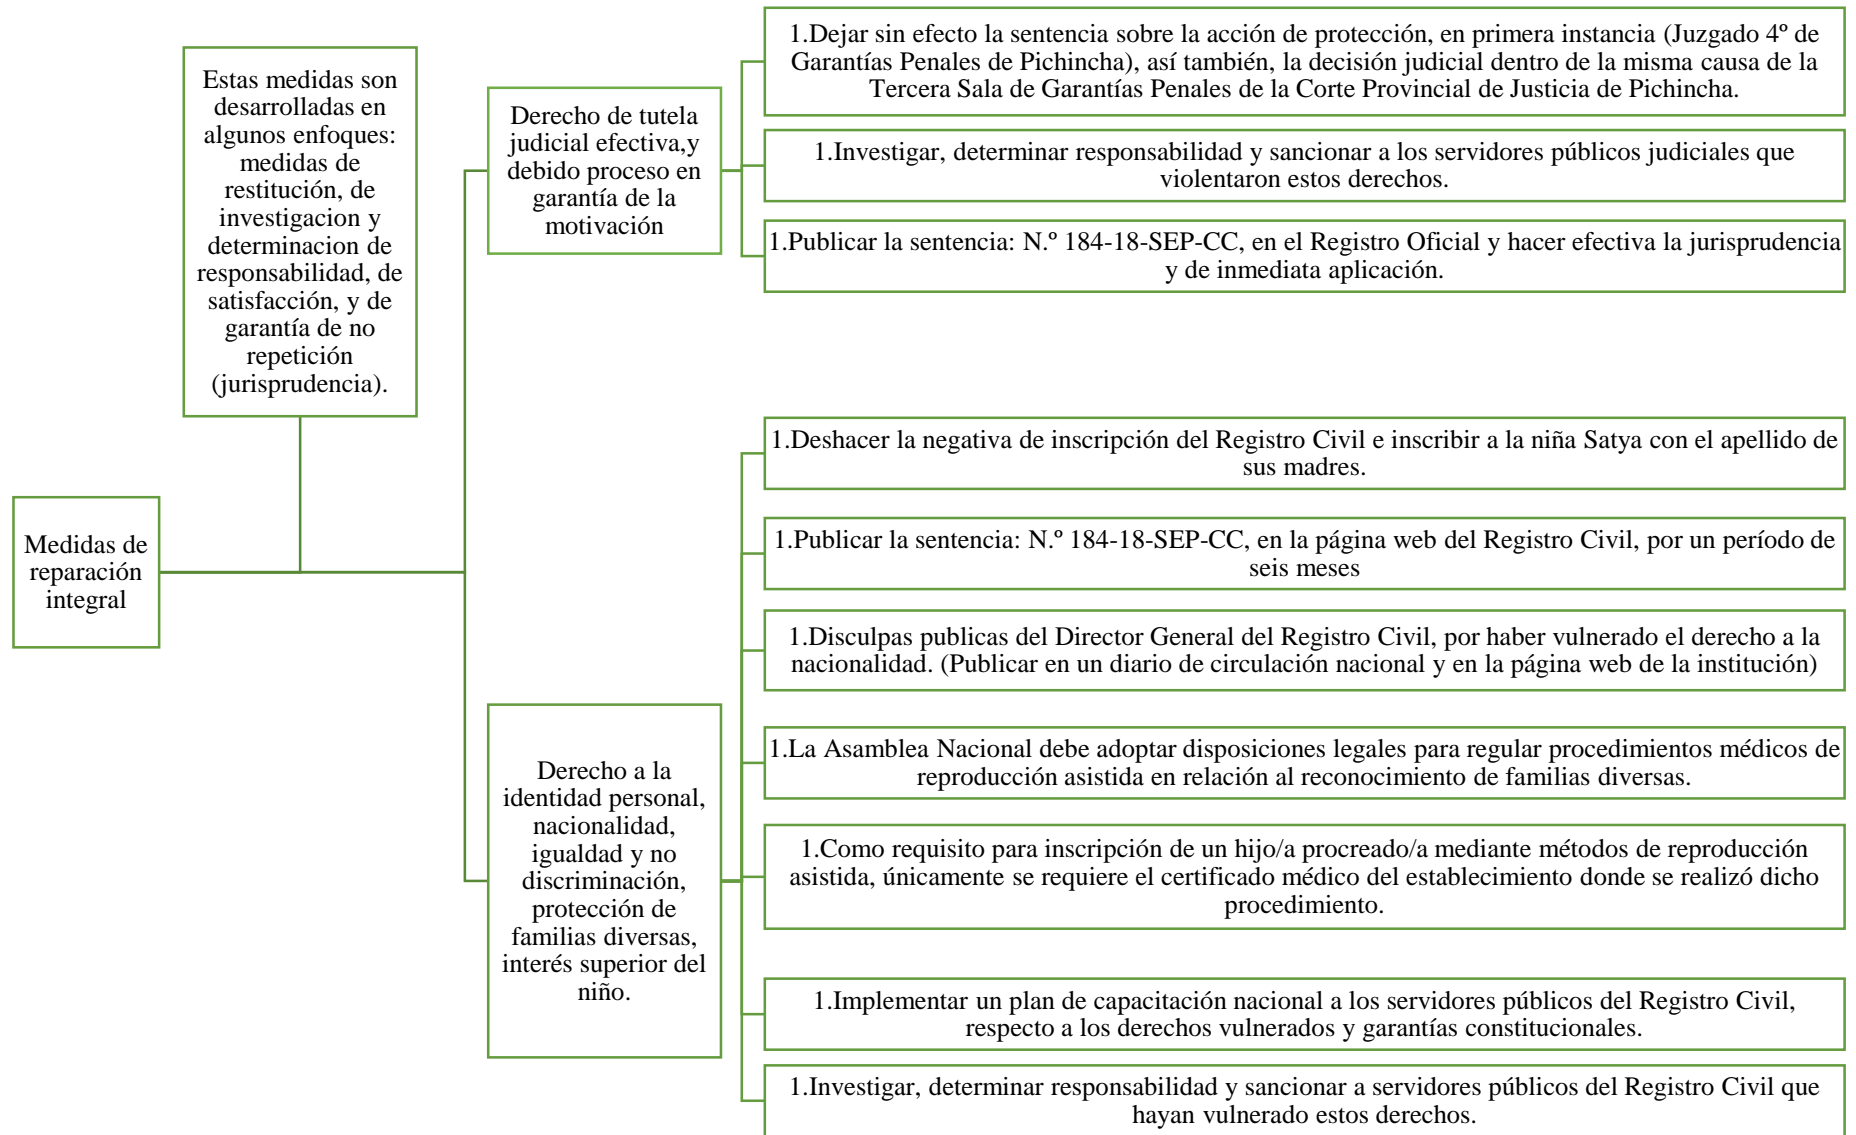 Medidas de
reparación
integral
Estas medidas son
desarrolladas en
algunos enfoques:
medidas de
restitución, de
investigacion y
determinacion de
responsabilidad, de
satisfacción, y de
garantía de no
repetición
(jurisprudencia).
Derecho de tutela
judicial efectiva,y
debido proceso en
garantía de la
motivación
1.Dejar sin efecto la sentencia sobre la acción de protección, en primera instancia (Juzgado 4º de
Garantías Penales de Pichincha), así también, la decisión judicial dentro de la misma causa de la
Tercera Sala de Garantías Penales de la Corte Provincial de Justicia de Pichincha.
1.Investigar, determinar responsabilidad y sancionar a los servidores públicos judiciales que
violentaron estos derechos.
1.Publicar la sentencia: N.º 184-18-SEP-CC, en el Registro Oficial y hacer efectiva la jurisprudencia
y de inmediata aplicación.
Derecho a la
identidad personal,
nacionalidad,
igualdad y no
discriminación,
protección de
familias diversas,
interés superior del
niño.
1.Deshacer la negativa de inscripción del Registro Civil e inscribir a la niña Satya con el apellido de
sus madres.
1.Publicar la sentencia: N.º 184-18-SEP-CC, en la página web del Registro Civil, por un período de
seis meses
1.Disculpas publicas del Director General del Registro Civil, por haber vulnerado el derecho a la
nacionalidad. (Publicar en un diario de circulación nacional y en la página web de la institución)
1.La Asamblea Nacional debe adoptar disposiciones legales para regular procedimientos médicos de
reproducción asistida en relación al reconocimiento de familias diversas.
1.Como requisito para inscripción de un hijo/a procreado/a mediante métodos de reproducción
asistida, únicamente se requiere el certificado médico del establecimiento donde se realizó dicho
procedimiento.
1.Implementar un plan de capacitación nacional a los servidores públicos del Registro Civil,
respecto a los derechos vulnerados y garantías constitucionales.
1.Investigar, determinar responsabilidad y sancionar a servidores públicos del Registro Civil que
hayan vulnerado estos derechos.